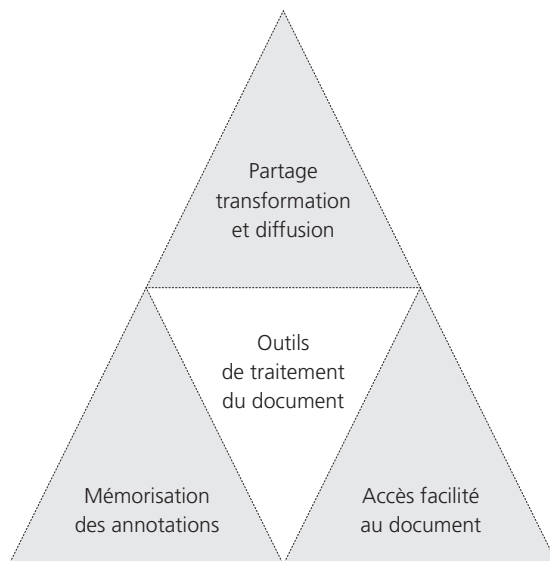 Partage
transformation
et diffusion
Outils
de traitement
du document
Mémorisation
des annotations
Accès facilité
au document